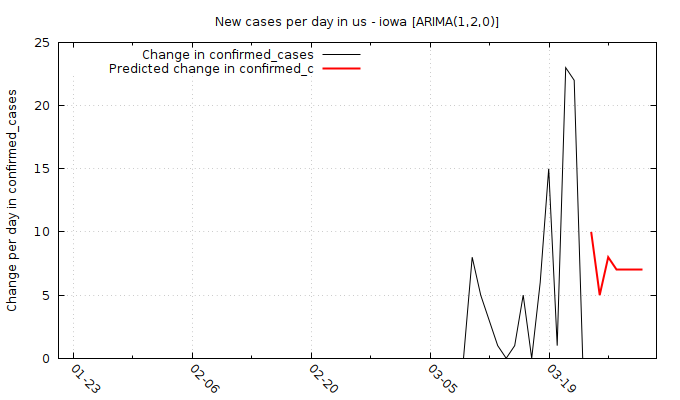 New cases per day in us - iowa [ARIMA(1,2,0)]
Change in confirmed_cases
Predicted change in confirmed_c
Change per day in confirmed_cases
25
20
15
10
5
0
01-23
02-06
02-20
03-05
03-19